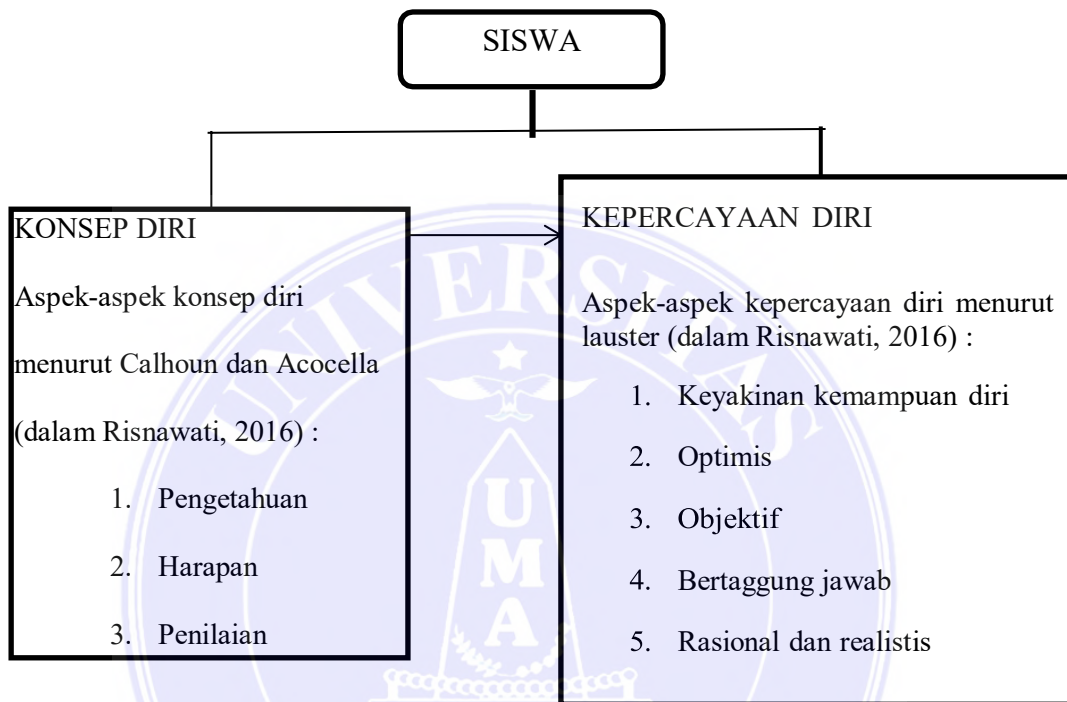 SISWA
KONSEP DIRI
Aspek-aspek konsep diri
menurut Calhoun dan Acocella
(dalam Risnawati, 2016) :
1. Pengetahuan
2. Harapan
3. Penilaian
KEPERCAYAAN DIRI
Aspek-aspek kepercayaan diri menurut
lauster (dalam Risnawati, 2016) :
1. Keyakinan kemampuan diri
2. Optimis
3. Objektif
4. Bertaggung jawab
5. Rasional dan realistis
UNIVERSITAS
UMA